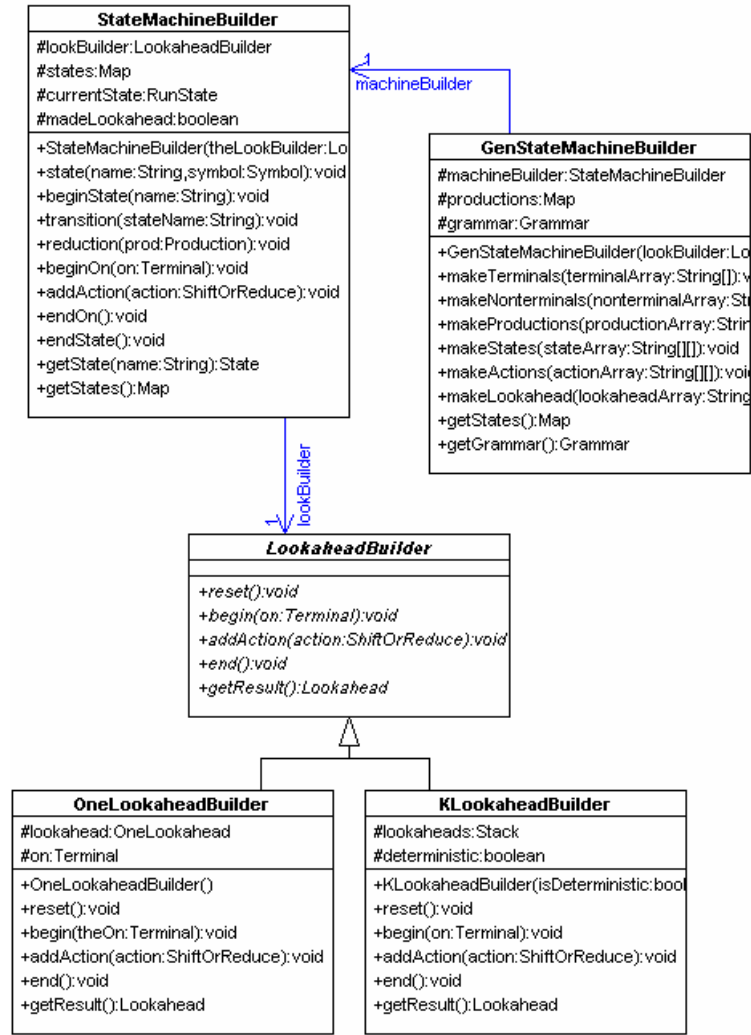 StateMachineBuilder
#lookBuilder:LookaheadBuilder
#states:Map
#currentState:RunState
#madeLookahead:boolean
+StateMachineBuilder(theLookBuilder:Lo
+state(name:String,symbol:Symbol):void
+beginState(name:String):void
+transition(stateName:String):void
+reduction(prod:Production):void
+beginOn(on:Terminal):void
+addAction(action:ShiftOrReduce):void
+endOn():void
+endState():void
+getState(name:String):State
+getStates():Map
1
machineBuilder
GenStateMachineBuilder
#machineBuilder:StateMachineBuilder
#productions:Map
#grammar:Grammar
+GenStateMachineBuilder(lookBuilder:Lo
+makeTerminals(terminalArray:String[]):v
+makeNonterminals(nonterminalArray:Str
+makeProductions(productionArray:String
+makeStates(stateArray:String[][]):void
+makeActions(actionArray:String[][]):voi
+makeLookahead(lookaheadArray:String
+getStates():Map
+getGrammar():Grammar
1
lookBuilder
LookaheadBuilder
+reset():void
+begin(on:Terminal):void
+addAction(action:ShiftOrReduce):void
+end():void
+getResult():Lookahead
OneLookaheadBuilder
#lookahead:OneLookahead
#on:Terminal
+OneLookaheadBuilder()
+reset():void
+begin(theOn:Terminal):void
+addAction(action:ShiftOrReduce):void
+end():void
+getResult():Lookahead
KLookaheadBuilder
#lookaheads:Stack
#deterministic:boolean
+KLookaheadBuilder(isDeterministic:bool
+reset():void
+begin(on:Terminal):void
+addAction(action:ShiftOrReduce):void
+end():void
+getResult():Lookahead